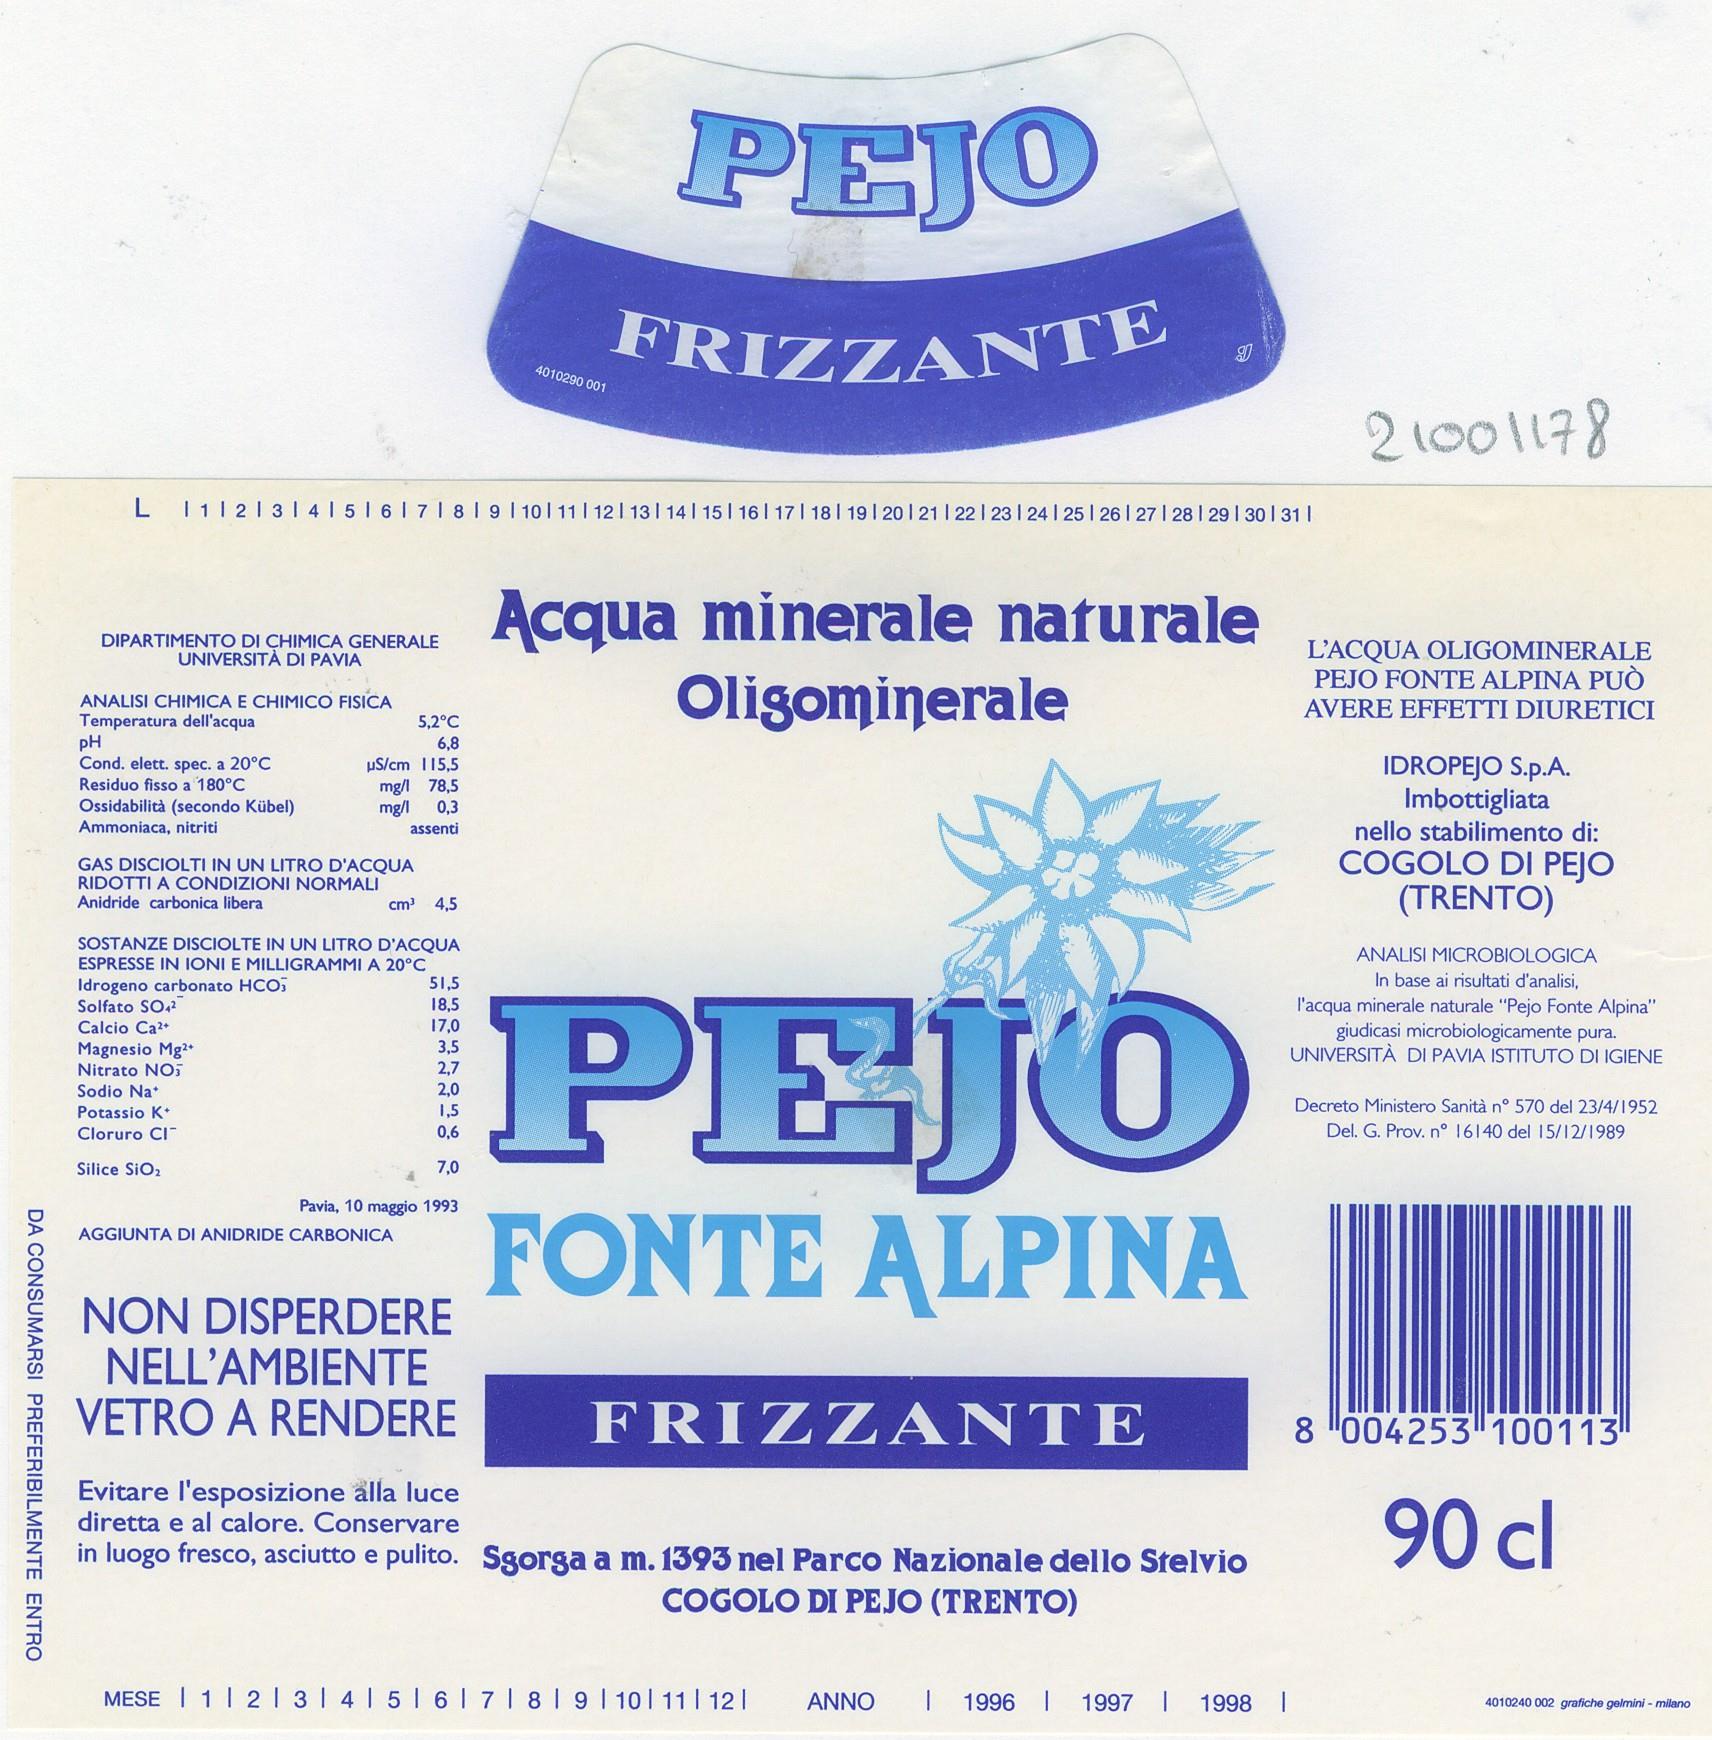 PEJO
FRIZZANTE
4010290 001
21001178
L | 1 | 2 | 3 | 4 | 5 | 6 | 7 | 8 | 9 | 10 | 11 | 12 | 13 | 14 | 15 | 16 | 17 | 18 | 19 | 20 | 21 | 22 | 23 | 24 | 25 | 26 | 27 | 28 | 29 | 30 | 31 |
DIPARTIMENTO DI CHIMICA GENERALE
UNIVERSITÀ DI PAVIA
ANALISI CHIMICA E CHIMICO FISICA
Temperatura dell'acqua 5,2°C
pH 6,8
Cond. elett. spec. a 20°C µS/cm 115,5
Residuo fisso a 180°C mg/l 78,5
Ossidabilità (secondo Kübel) mg/l 0,3
Ammoniaca, nitriti assenti
GAS DISCIOLTI IN UN LITRO D'ACQUA
RIDOTTI A CONDIZIONI NORMALI
Anidride carbonica libera cm³ 4,5
SOSTANZE DISCIOLTE IN UN LITRO D'ACQUA
ESPRESSE IN IONI E MILLIGRAMMI A 20°C
Idrogeno carbonato HCO₃⁻ 51,5
Solfato SO₄²⁻ 18,5
Calcio Ca²⁺ 17,0
Magnesio Mg²⁺ 3,5
Nitrato NO₃⁻ 2,7
Sodio Na⁺ 2,0
Potassio K⁺ 1,5
Cloruro Cl⁻ 0,6
Silice SiO₂ 7,0
Pavia, 10 maggio 1993
AGGIUNTA DI ANIDRIDE CARBONICA
NON DISPERDERE
NELL'AMBIENTE
VETRO A RENDERE
Evitare l'esposizione alla luce
diretta e al calore. Conservare
in luogo fresco, asciutto e pulito.
DA CONSUMARSI PREFERIBILMENTE ENTRO
Acqua minerale naturale
Oligominerale
PEJO
FONTE ALPINA
FRIZZANTE
Sgorga a m. 1393 nel Parco Nazionale dello Stelvio
COGOLO DI PEJO (TRENTO)
L'ACQUA OLIGOMINERALE
PEJO FONTE ALPINA PUÒ
AVERE EFFETTI DIURETICI
IDROPEJO S.p.A.
Imbottigliata
nello stabilimento di:
COGOLO DI PEJO
(TRENTO)
ANALISI MICROBIOLOGICA
In base ai risultati d'analisi,
l'acqua minerale naturale "Pejo Fonte Alpina"
giudicasi microbiologicamente pura.
UNIVERSITÀ DI PAVIA ISTITUTO DI IGIENE
Decreto Ministero Sanità n° 570 del 23/4/1952
Del. G. Prov. n° 16140 del 15/12/1989
8 004253 100113
90 cl
MESE | 1 | 2 | 3 | 4 | 5 | 6 | 7 | 8 | 9 | 10 | 11 | 12 | ANNO | 1996 | 1997 | 1998 |
4010240 002 grafiche gelmini - milano